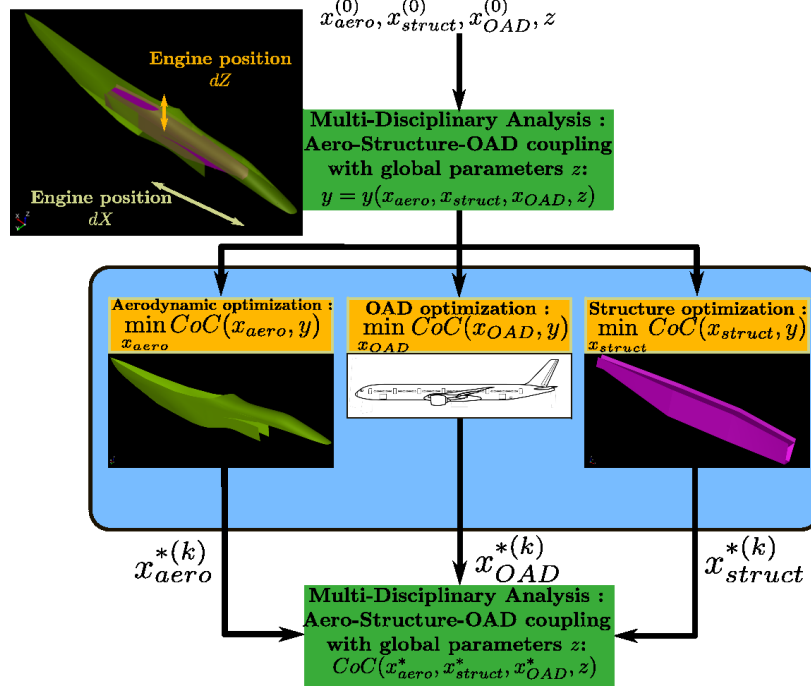 x_{aero}^{(0)}, x_{struct}^{(0)}, x_{OAD}^{(0)}, z
Engine position
dZ
Engine position
dX
Multi-Disciplinary Analysis :
Aero-Structure-OAD coupling
with global parameters z:
y = y(x_{aero}, x_{struct}, x_{OAD}, z)
Aerodynamic optimization :
min_{x_{aero}} CoC(x_{aero}, y)
OAD optimization :
min_{x_{OAD}} CoC(x_{OAD}, y)
Structure optimization :
min_{x_{struct}} CoC(x_{struct}, y)
x_{aero}^{*(k)}
x_{OAD}^{*(k)}
x_{struct}^{*(k)}
Multi-Disciplinary Analysis :
Aero-Structure-OAD coupling
with global parameters z:
CoC(x_{aero}^{*}, x_{struct}^{*}, x_{OAD}^{*}, z)